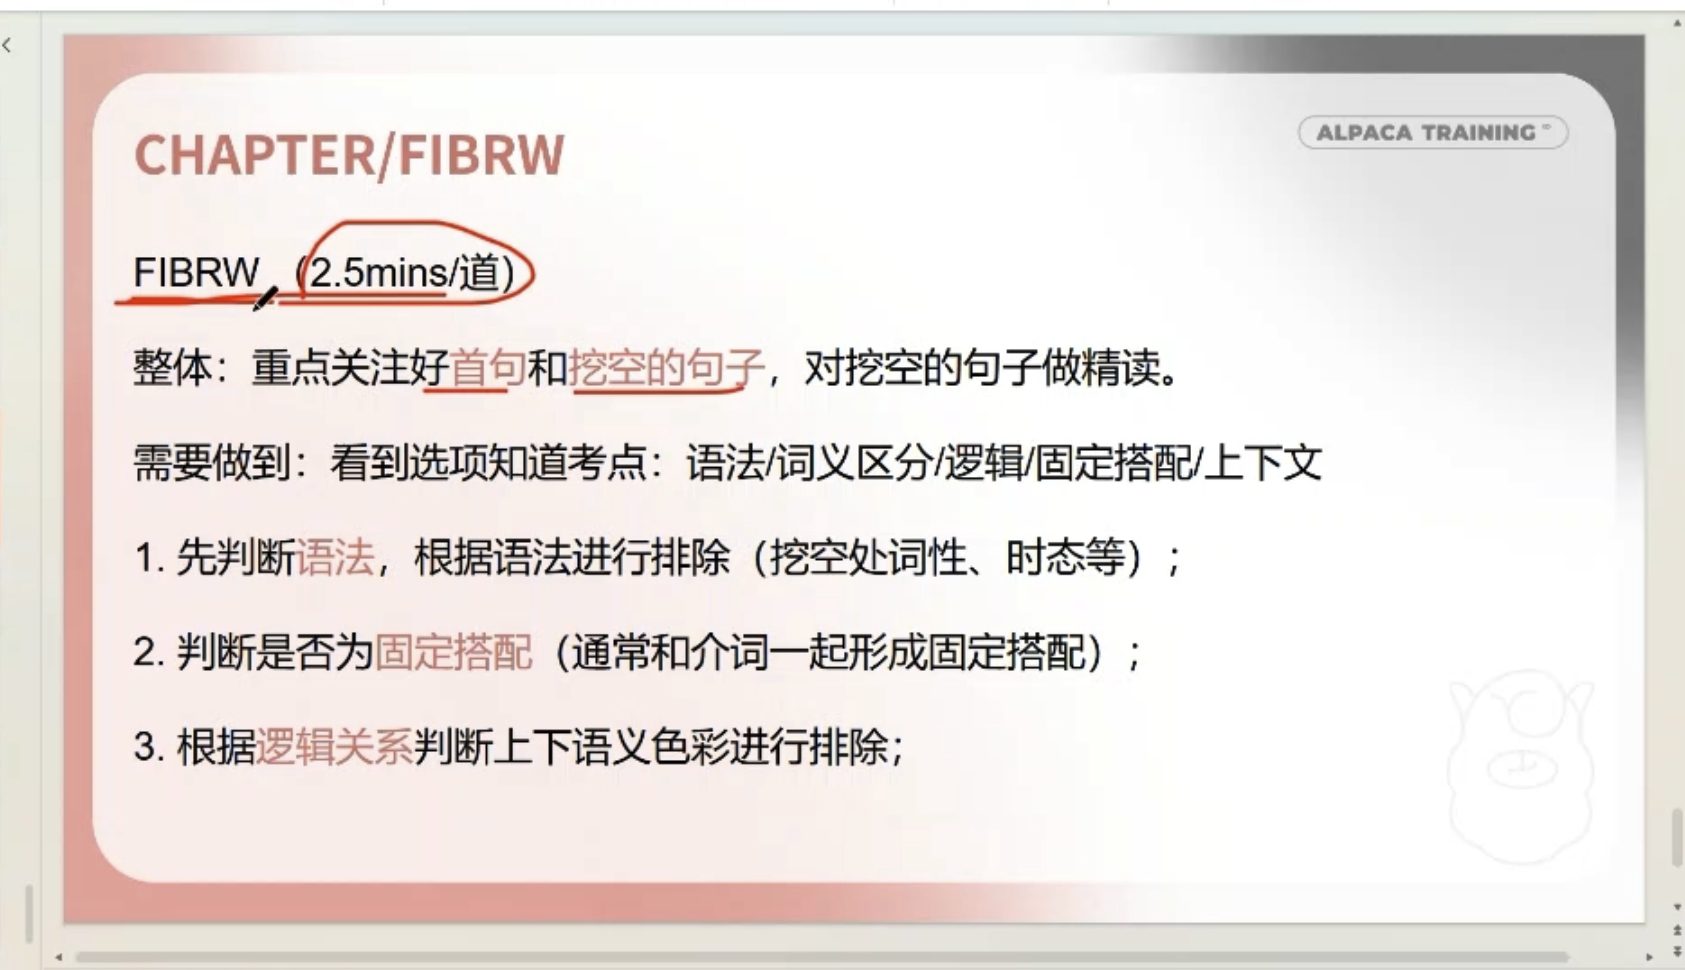 CHAPTER/FIBRW
ALPACA TRAINING
FIBRW（2.5mins/道）
整体：重点关注好首句和挖空的句子，对挖空的句子做精读。
需要做到：看到选项知道考点：语法/词义区分/逻辑/固定搭配/上下文
1. 先判断语法，根据语法进行排除（挖空处词性、时态等）；
2. 判断是否为固定搭配（通常和介词一起形成固定搭配）；
3. 根据逻辑关系判断上下语义色彩进行排除；